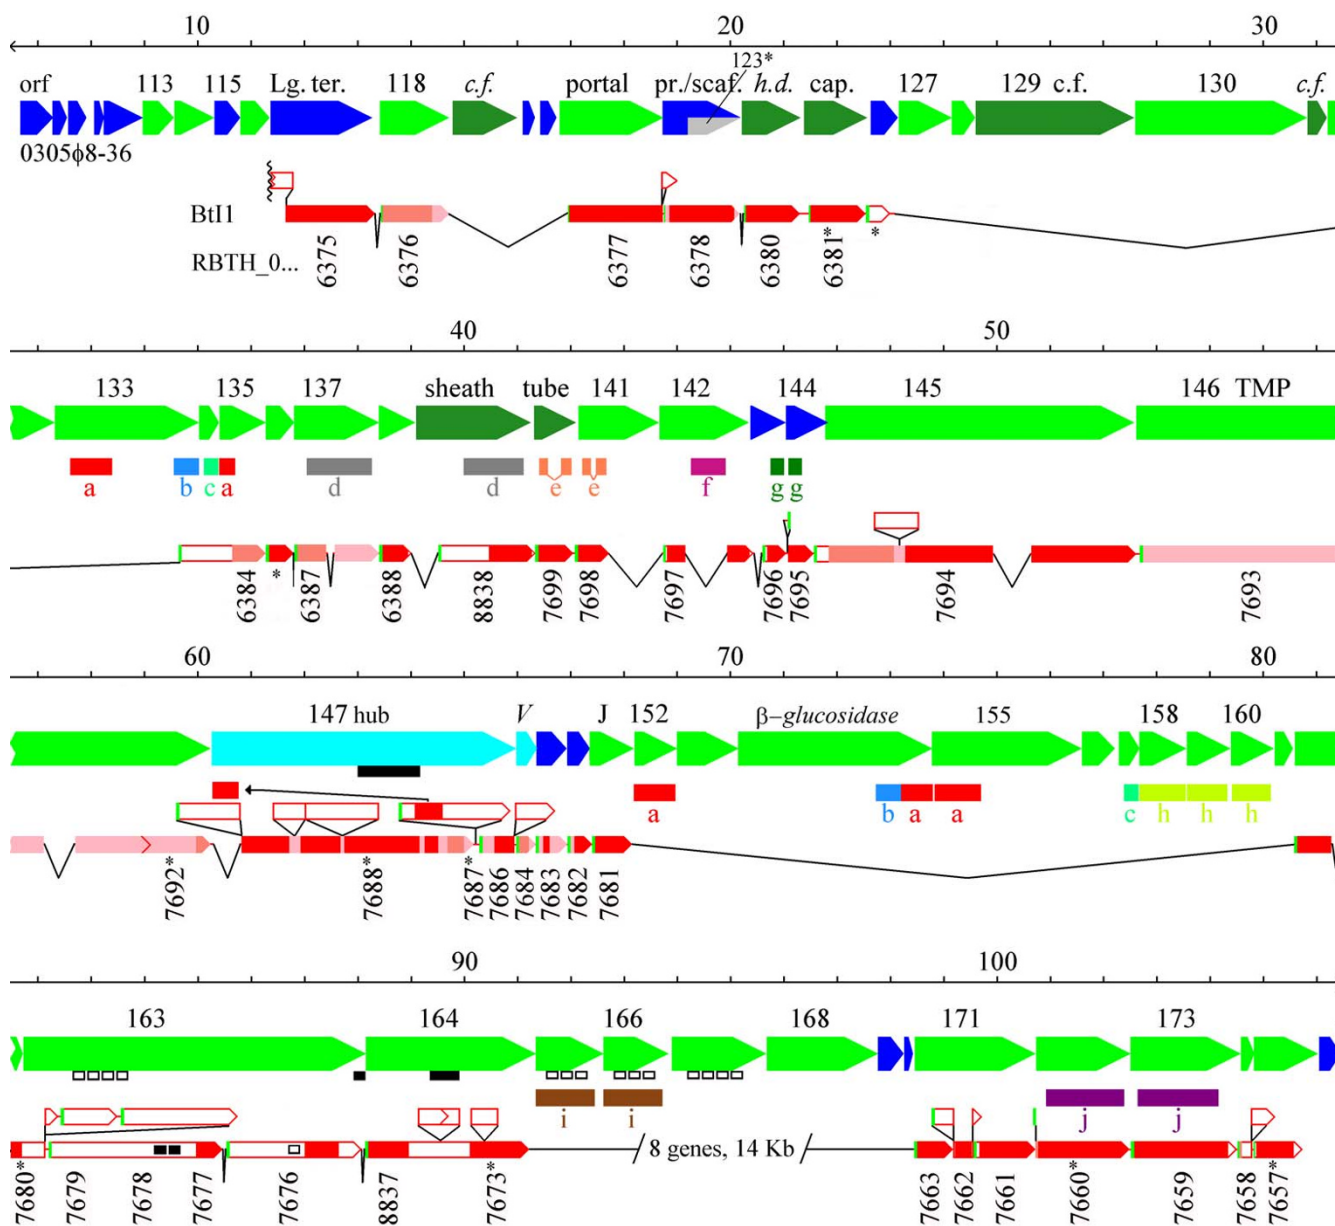 10 20 30
orf 113 115 Lg. ter. 118 c.f. portal pr./scaf. 123* h.d. cap. 127 129 c.f. 130 c.f.
0305ϕ8-36
BtI1
RBTH_0... 6375 6376 6377 6378 6380 6381* *
40 50
133 135 137 sheath tube 141 142 144 145 146 TMP
a b c a d d e e f g g
6384 * 6387 6388 8838 7699 7698 7697 7696 7695 7694 7693
60 70 80
147 hub V J 152 β-glucosidase 155 158 160
a b a a c h h h
7692* 7688* 7687* 7686 7684 7683 7682 7681
90 100
163 164 166 168 171 173
i i j j
8 genes, 14 Kb
7680* 7679 7678 7677 7676 8837 7673* 7663 7662 7661 7660* 7659 7658 7657*